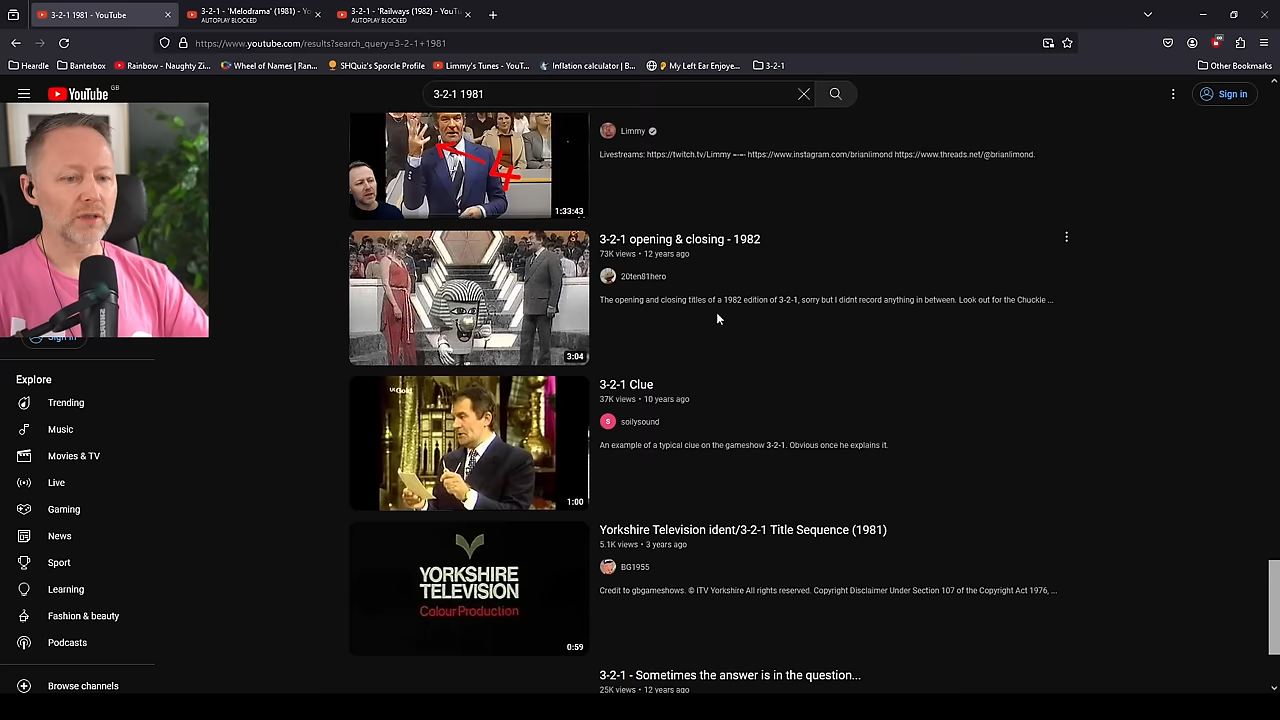 3-2-1 1981 - YouTube
3-2-1 - 'Melodrama' (1981) - Yo
AUTOPLAY BLOCKED
3-2-1 - 'Railways (1982) - YouTu
AUTOPLAY BLOCKED
https://www.youtube.com/results?search_query=3-2-1+1981
Heardle
Banterbox
Rainbow - Naughty Zi...
Wheel of Names | Ran...
SHQuiz's Sporcle Profile
Limmy's Tunes - YouT...
Inflation calculator | B...
My Left Ear Enjoye...
3-2-1
Other Bookmarks
YouTube GB
3-2-1 1981
Sign in
4
1:33:43
Limmy
Livestreams: https://twitch.tv/Limmy --- https://www.instagram.com/brianlimond https://www.threads.net/@brianlimond.
3-2-1 opening & closing - 1982
73K views • 12 years ago
20ten81hero
The opening and closing titles of a 1982 edition of 3-2-1, sorry but I didnt record anything in between. Look out for the Chuckle ...
3:04
Sign in
Explore
Trending
Music
Movies & TV
Live
Gaming
News
Sport
Learning
Fashion & beauty
Podcasts
Browse channels
UK Gold
1:00
3-2-1 Clue
37K views • 10 years ago
S
soilysound
An example of a typical clue on the gameshow 3-2-1. Obvious once he explains it.
YORKSHIRE
TELEVISION
Colour Production
0:59
Yorkshire Television ident/3-2-1 Title Sequence (1981)
5.1K views • 3 years ago
BG1955
Credit to gbgameshows. © ITV Yorkshire All rights reserved. Copyright Disclaimer Under Section 107 of the Copyright Act 1976, ...
3-2-1 - Sometimes the answer is in the question...
25K views • 12 years ago